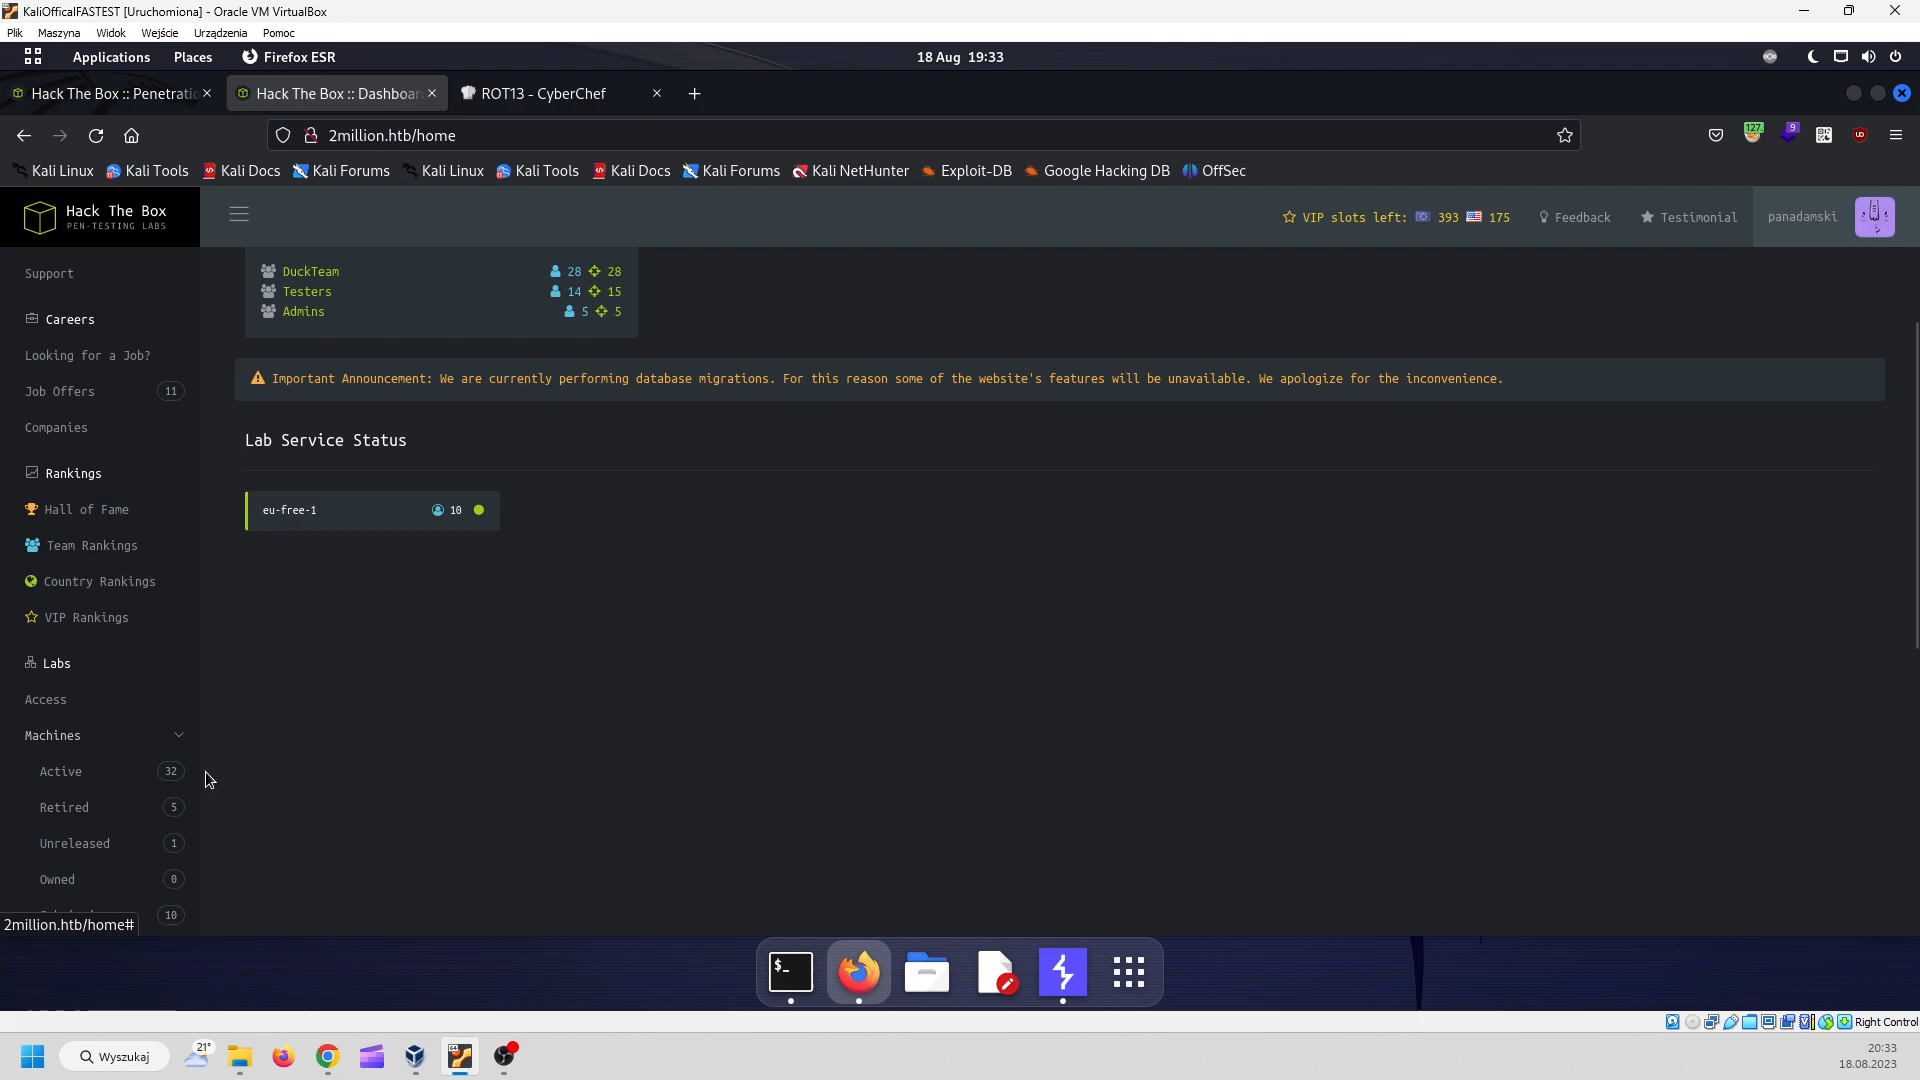 KaliOfficalFASTEST [Uruchomiona] - Oracle VM VirtualBox
Plik Maszyna Widok Wejście Urządzenia Pomoc
Applications Places Firefox ESR 18 Aug 19:33
Hack The Box :: Penetratio Hack The Box :: Dashboar ROT13 - CyberChef
2million.htb/home 127. 9
Kali Linux Kali Tools Kali Docs Kali Forums Kali Linux Kali Tools Kali Docs Kali Forums Kali NetHunter Exploit-DB Google Hacking DB OffSec
Hack The Box
PEN-TESTING LABS
VIP slots left: 393 175 Feedback Testimonial panadamski
Support
Careers
Looking for a Job?
Job Offers 11
Companies
Rankings
Hall of Fame
Team Rankings
Country Rankings
VIP Rankings
Labs
Access
Machines
Active 32
Retired 5
Unreleased 1
Owned 0
10
DuckTeam 28 28
Testers 14 15
Admins 5 5
Important Announcement: We are currently performing database migrations. For this reason some of the website's features will be unavailable. We apologize for the inconvenience.
Lab Service Status
eu-free-1 10
2million.htb/home#
$_
Right Control
Wyszukaj
21°
64
20:33
18.08.2023